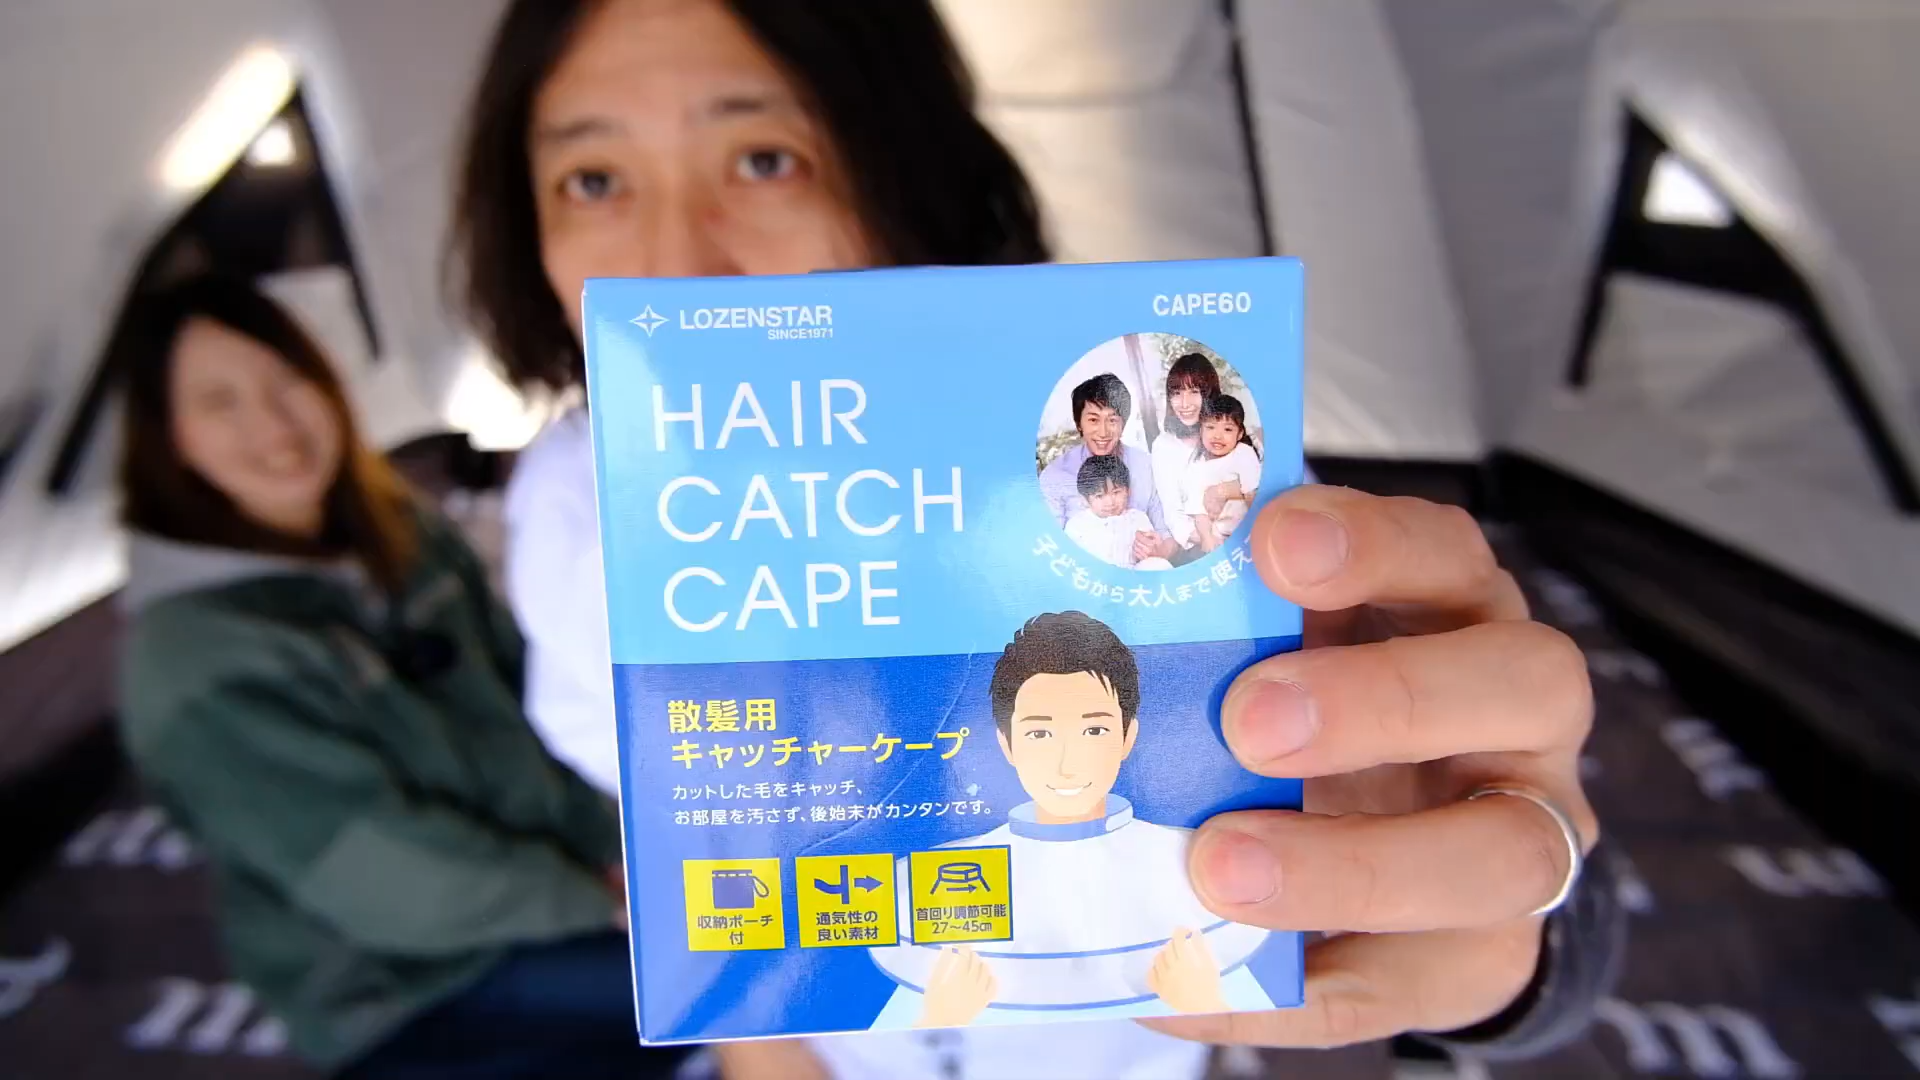 LOZENSTAR
SINCE1971
CAPE60
HAIR
CATCH
CAPE
子どもから大人まで使え
散髪用
キャッチャーケープ
カットした毛をキャッチ、
お部屋を汚さず、後始末がカンタンです。
収納ポーチ
付
通気性の
良い素材
首回り調節可能
27～45㎝